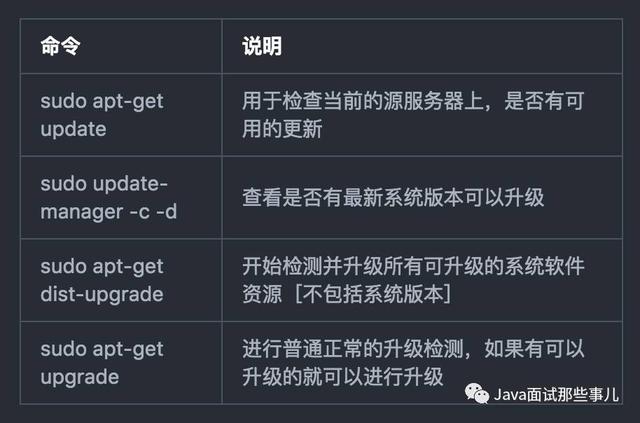 命令
说明
sudo apt-get
update
用于检查当前的源服务器上，是否有可
用的更新
sudo update-
manager -c -d
查看是否有最新系统版本可以升级
sudo apt-get
dist-upgrade
开始检测并升级所有可升级的系统软件
资源［不包括系统版本］
sudo apt-get
upgrade
进行普通正常的升级检测，如果有可以
升级的就可以进行升级
Java面试那些事儿